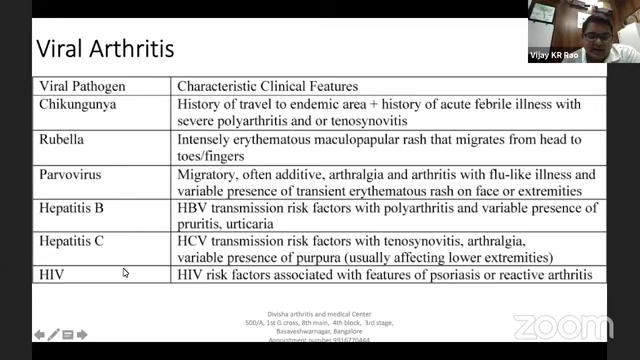 Viral Arthritis
Vijay KR Rao
Viral Pathogen Characteristic Clinical Features
Chikungunya History of travel to endemic area + history of acute febrile illness with
severe polyarthritis and or tenosynovitis
Rubella Intensely erythematous maculopapular rash that migrates from head to
toes/fingers
Parvovirus Migratory, often additive, arthralgia and arthritis with flu-like illness and
variable presence of transient erythematous rash on face or extremities
Hepatitis B HBV transmission risk factors with polyarthritis and variable presence of
pruritis, urticaria
Hepatitis C HCV transmission risk factors with tenosynovitis, arthralgia,
variable presence of purpura (usually affecting lower extremities)
HIV HIV risk factors associated with features of psoriasis or reactive arthritis
Divisha arthritis and medical Center
500/A, 1st G cross, 8th main, 4th block, 3rd stage,
Basaveshwarnagar, Bangalore
Appointment number 9916770444
zoom